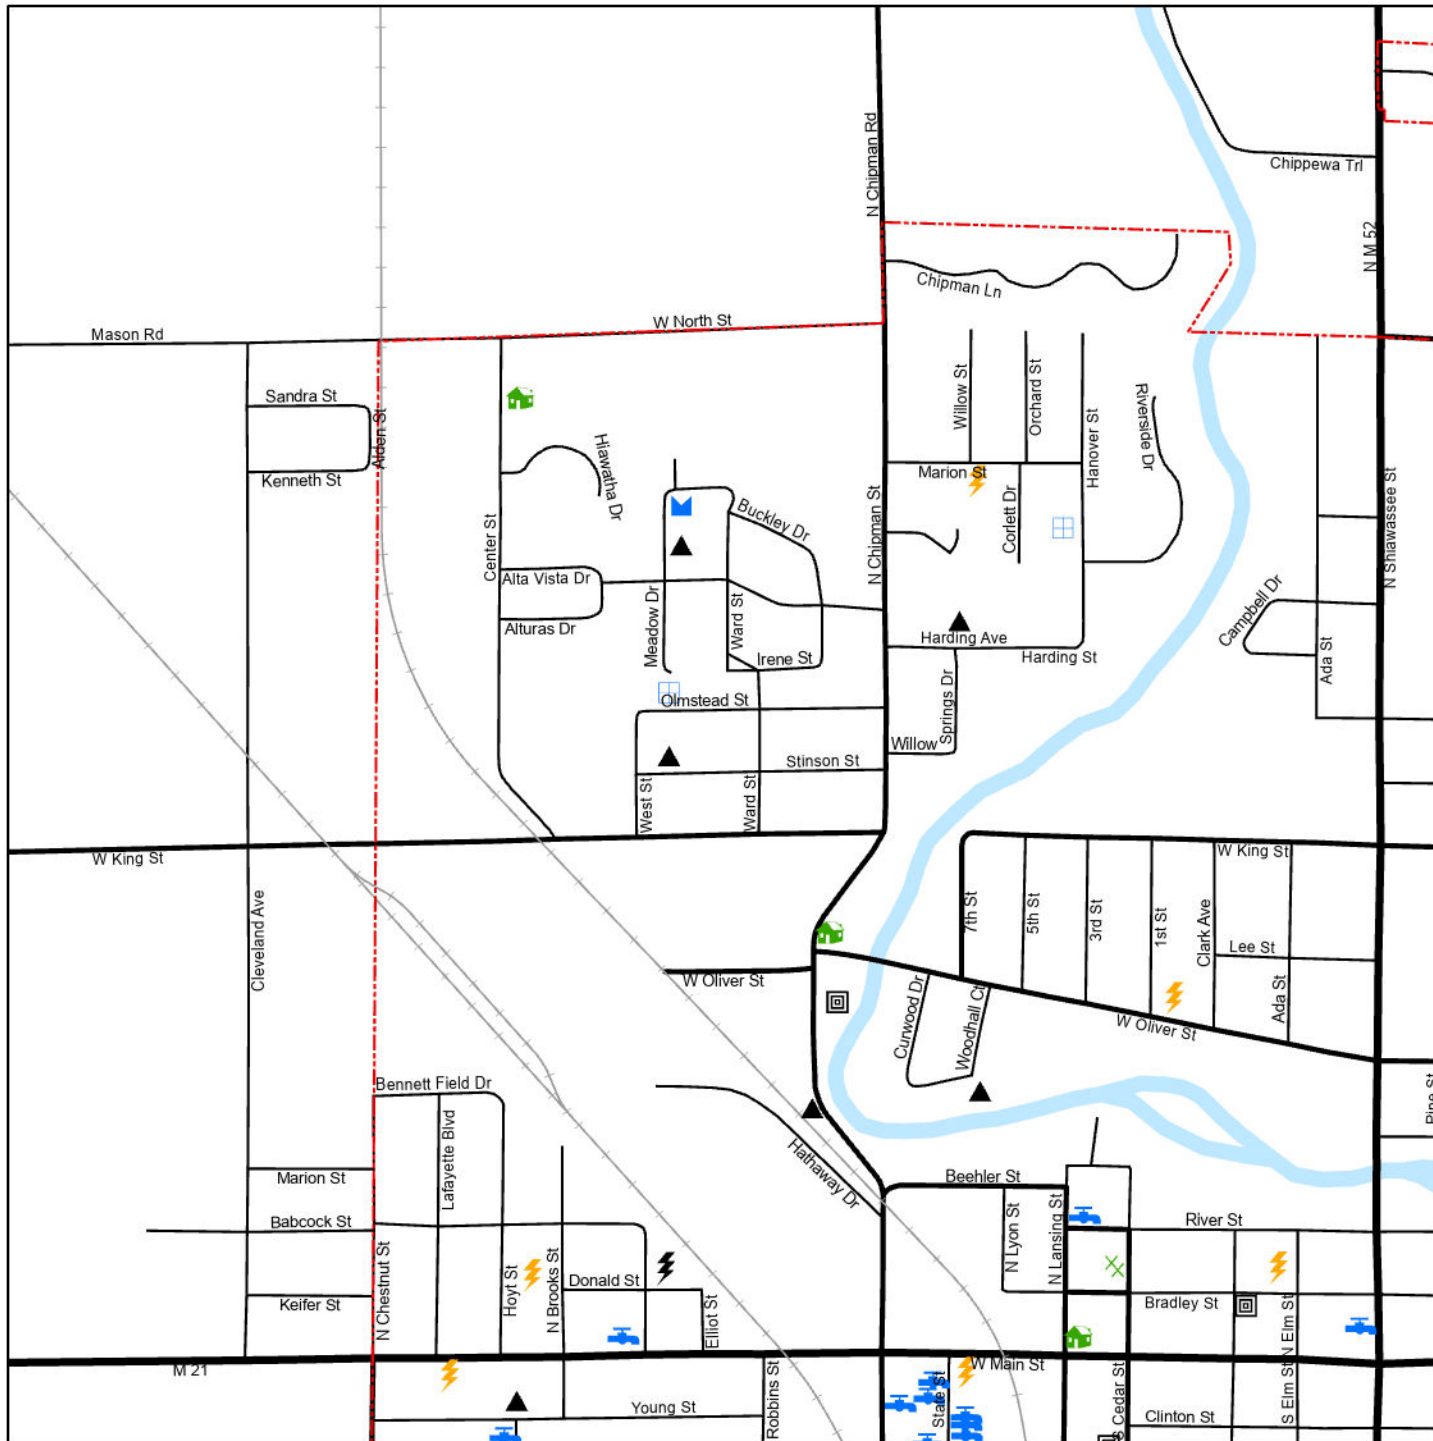 N Chipman Rd
Chippewa Trl
N M 52
Chipman Ln
W North St
Mason Rd
Sandra St
Alden St
Kenneth St
Hiawatha Dr
Willow St
Orchard St
Hanover St
Riverside Dr
Marion St
Corlett Dr
Buckley Dr
Center St
N Chipman St
N Shiawassee St
Alta Vista Dr
Alturas Dr
Meadow Dr
Ward St
Irene St
Campbell Dr
Harding Ave
Harding St
Ada St
Olmstead St
Springs Dr
Willow
Stinson St
West St
Ward St
W King St
W King St
Cleveland Ave
7th St
5th St
3rd St
1st St
Clark Ave
Lee St
Ada St
W Oliver St
Curwood Dr
Woodhall Ct
W Oliver St
Bennett Field Dr
Lafayette Blvd
Pine St
Hathaway Dr
Marion St
Beehler St
Babcock St
N Lyon St
N Lansing St
River St
N Chestnut St
Hoyt St
N Brooks St
Donald St
Elliot St
Keifer St
Bradley St
N Elm St
M 21
W Main St
Robbins St
State St
S Cedar St
S Elm St
Young St
Clinton St